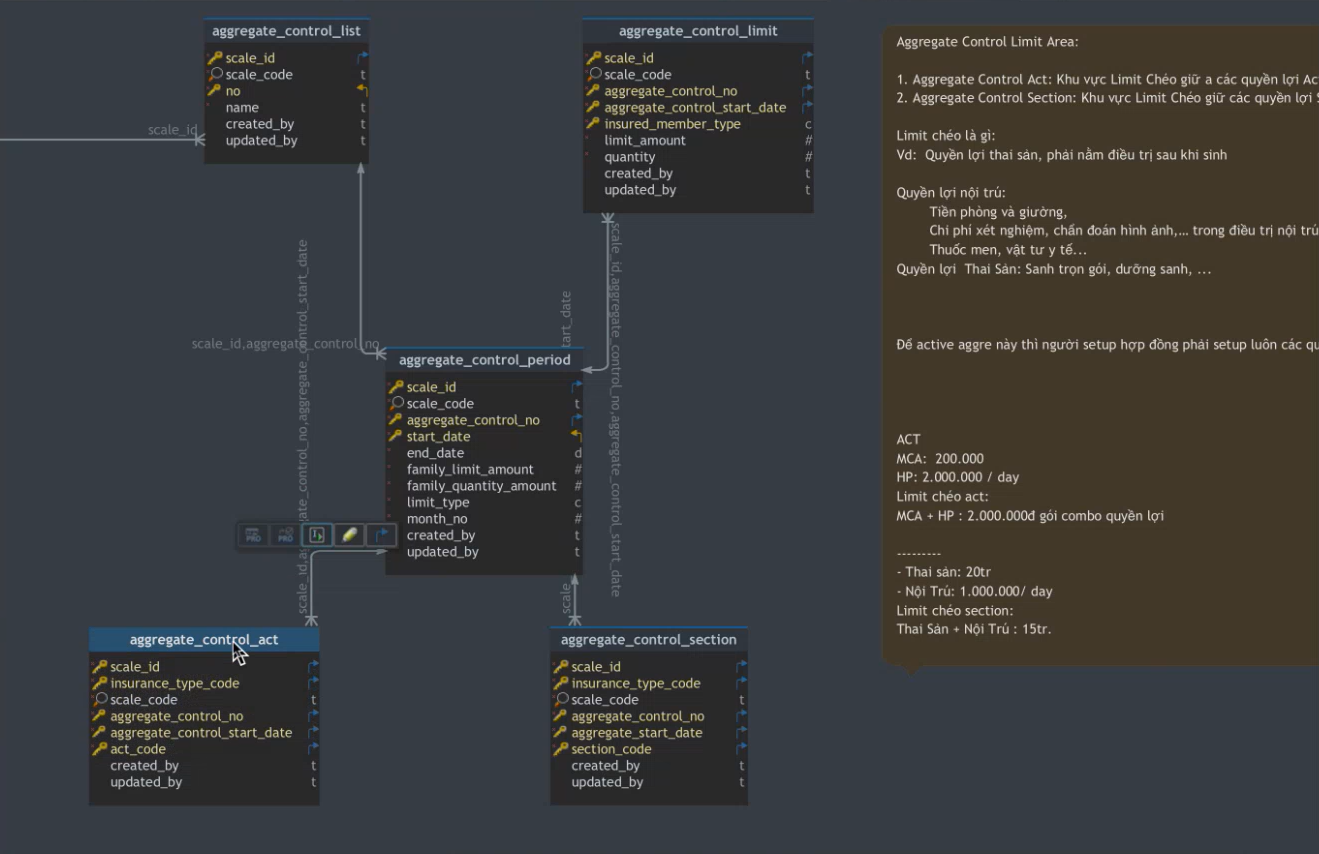 aggregate_control_list
scale_id
scale_code t
no
name t
created_by t
updated_by t
scale_id
aggregate_control_limit
scale_id
scale_code t
aggregate_control_no
aggregate_control_start_date
insured_member_type c
limit_amount #
quantity #
created_by t
updated_by t
scale_id,aggregate_control_no
scale_id,aggregate_control_no,aggregate_control_start_date
aggregate_control_period
scale_id
scale_code t
aggregate_control_no
start_date
end_date d
family_limit_amount #
family_quantity_amount #
limit_type c
month_no #
created_by t
updated_by t
PRO
PRO
aggregate_control_act
scale_id
insurance_type_code
scale_code t
aggregate_control_no
aggregate_control_start_date
act_code
created_by t
updated_by t
aggregate_control_section
scale_id
insurance_type_code
scale_code t
aggregate_control_no
aggregate_start_date
section_code
created_by t
updated_by t
Aggregate Control Limit Area:
1. Aggregate Control Act: Khu vực Limit Chéo giữ a các quyền lợi Ac
2. Aggregate Control Section: Khu vực Limit Chéo giữ các quyền lợi S
Limit chéo là gì:
Vd: Quyền lợi thai sản, phải nằm điều trị sau khi sinh
Quyền lợi nội trú:
Tiền phòng và giường,
Chi phí xét nghiệm, chẩn đoán hình ảnh,... trong điều trị nội trú
Thuốc men, vật tư y tế...
Quyền lợi Thai Sản: Sanh trọn gói, dưỡng sanh, ...
Để active aggre này thì người setup hợp đồng phải setup luôn các qu
ACT
MCA: 200.000
HP: 2.000.000 / day
Limit chéo act:
MCA + HP : 2.000.000đ gói combo quyền lợi
---------
- Thai sản: 20tr
- Nội Trú: 1.000.000/ day
Limit chéo section:
Thai Sản + Nội Trú : 15tr.